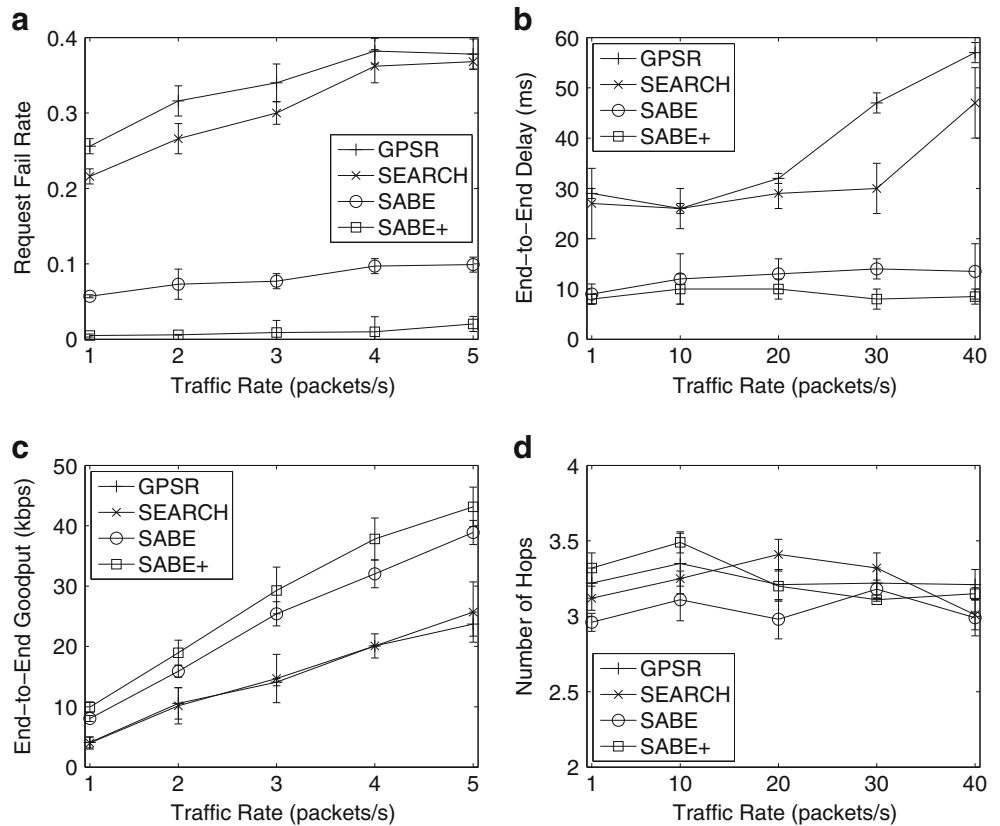 a
Request Fail Rate
0.4
0.3
0.2
0.1
0
1 2 3 4 5
Traffic Rate (packets/s)
GPSR
SEARCH
SABE
SABE+
b
End−to−End Delay (ms)
60
50
40
30
20
10
0
1 10 20 30 40
Traffic Rate (packets/s)
GPSR
SEARCH
SABE
SABE+
c
End−to−End Goodput (kbps)
50
40
30
20
10
0
1 2 3 4 5
Traffic Rate (packets/s)
GPSR
SEARCH
SABE
SABE+
d
Number of Hops
4
3.5
3
2.5
2
1 10 20 30 40
Traffic Rate (packets/s)
GPSR
SEARCH
SABE
SABE+